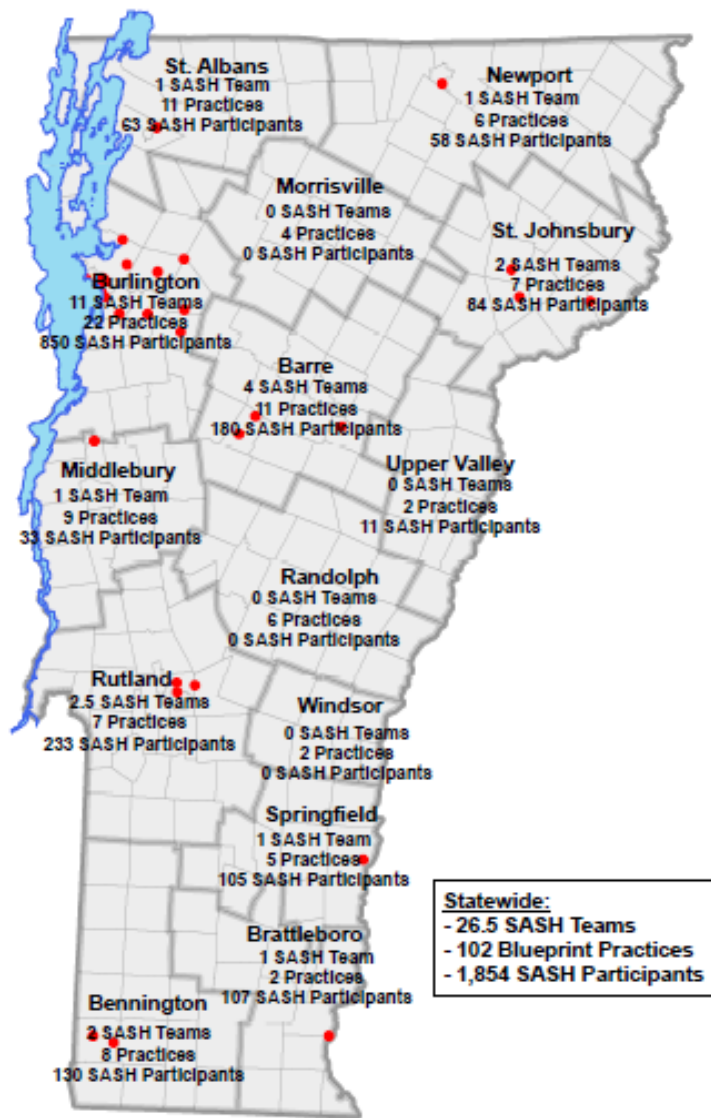 St. Albans
1 SASH Team
11 Practices
63 SASH Participants
Newport
1 SASH Team
6 Practices
58 SASH Participants
Morrisville
0 SASH Teams
4 Practices
0 SASH Participants
St. Johnsbury
2 SASH Teams
7 Practices
84 SASH Participants
Burlington
11 SASH Teams
22 Practices
850 SASH Participants
Barre
4 SASH Teams
11 Practices
180 SASH Participants
Upper Valley
0 SASH Teams
2 Practices
11 SASH Participants
Middlebury
1 SASH Team
9 Practices
33 SASH Participants
Randolph
0 SASH Teams
6 Practices
0 SASH Participants
Rutland
2.5 SASH Teams
7 Practices
233 SASH Participants
Windsor
0 SASH Teams
2 Practices
0 SASH Participants
Springfield
1 SASH Team
5 Practices
105 SASH Participants
Brattleboro
1 SASH Team
2 Practices
107 SASH Participants
Bennington
2 SASH Teams
8 Practices
130 SASH Participants
Statewide:
- 26.5 SASH Teams
- 102 Blueprint Practices
- 1,854 SASH Participants